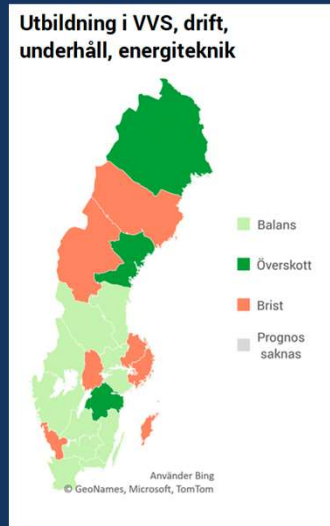 Utbildning i VVS, drift,
underhåll, energiteknik
Balans
Överskott
Brist
Prognos
saknas
Använder Bing
© GeoNames, Microsoft, TomTom